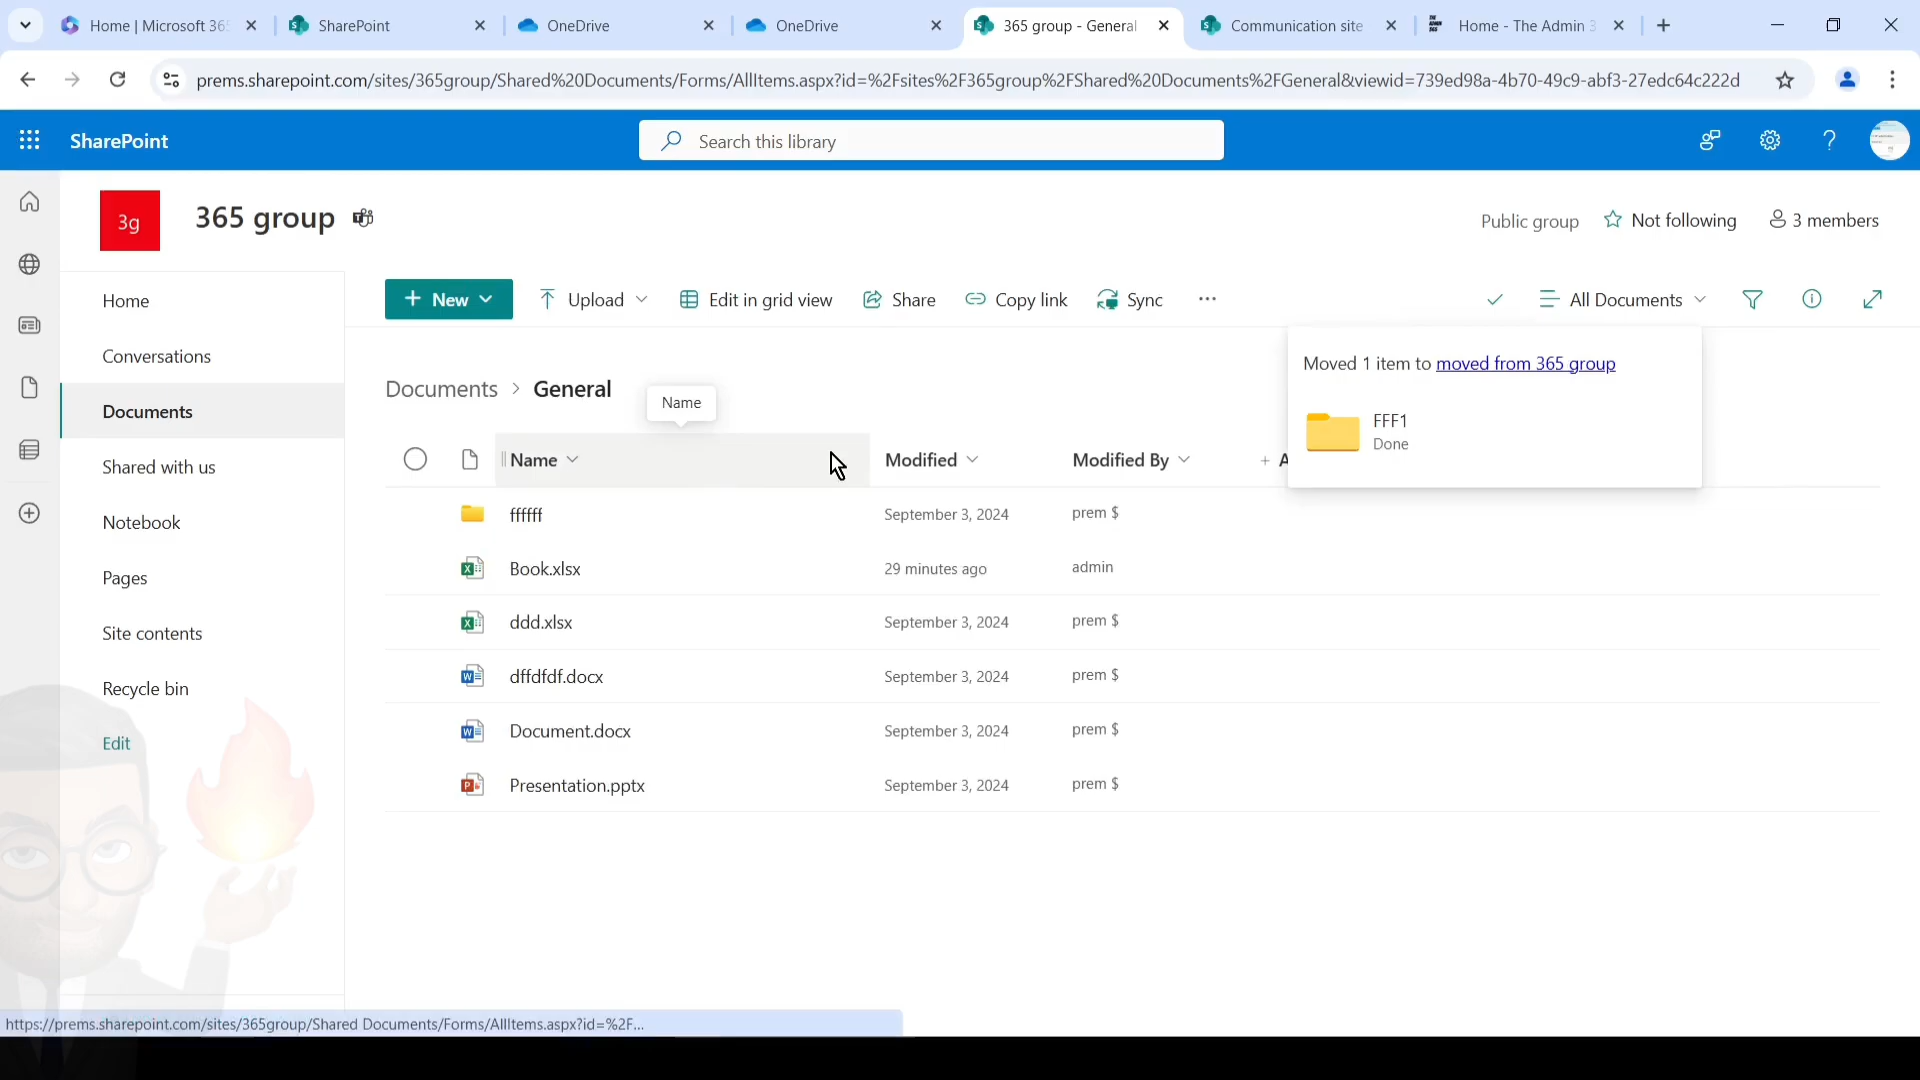 Home | Microsoft 365
SharePoint
OneDrive
OneDrive
365 group - General
Communication site
Home - The Admin 3
prems.sharepoint.com/sites/365group/Shared%20Documents/Forms/AllItems.aspx?id=%2Fsites%2F365group%2FShared%20Documents%2FGeneral&viewid=739ed98a-4b70-49c9-abf3-27edc64c222d
SharePoint
Search this library
3g
365 group
Public group
Not following
3 members
Home
Conversations
Documents
Shared with us
Notebook
Pages
Site contents
Recycle bin
Edit
New
Upload
Edit in grid view
Share
Copy link
Sync
All Documents
Moved 1 item to moved from 365 group
FFF1
Done
Documents > General
Name
Name Modified Modified By + A
ffffff September 3, 2024 prem $
Book.xlsx 29 minutes ago admin
ddd.xlsx September 3, 2024 prem $
dffdfdf.docx September 3, 2024 prem $
Document.docx September 3, 2024 prem $
Presentation.pptx September 3, 2024 prem $
https://prems.sharepoint.com/sites/365group/Shared Documents/Forms/AllItems.aspx?id=%2F...